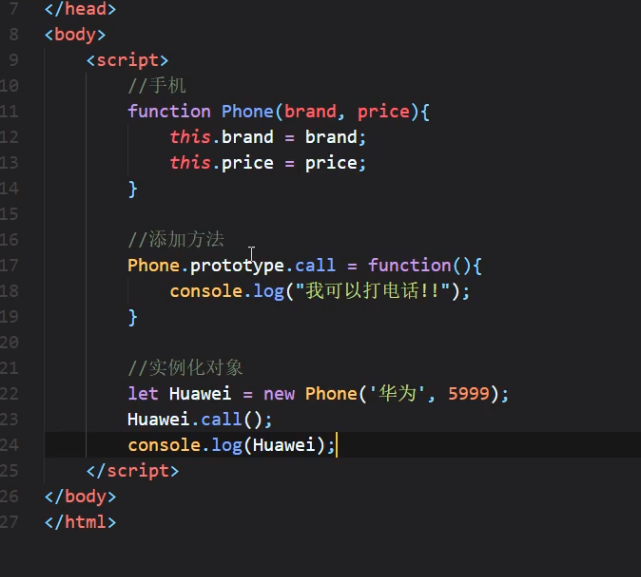 7 </head>
8 <body>
9     <script>
10         //手机
11         function Phone(brand, price){
12             this.brand = brand;
13             this.price = price;
14         }
15
16         //添加方法
17         Phone.prototype.call = function(){
18             console.log("我可以打电话!!");
19         }
20
21         //实例化对象
22         let Huawei = new Phone('华为', 5999);
23         Huawei.call();
24         console.log(Huawei);
25     </script>
26 </body>
27 </html>